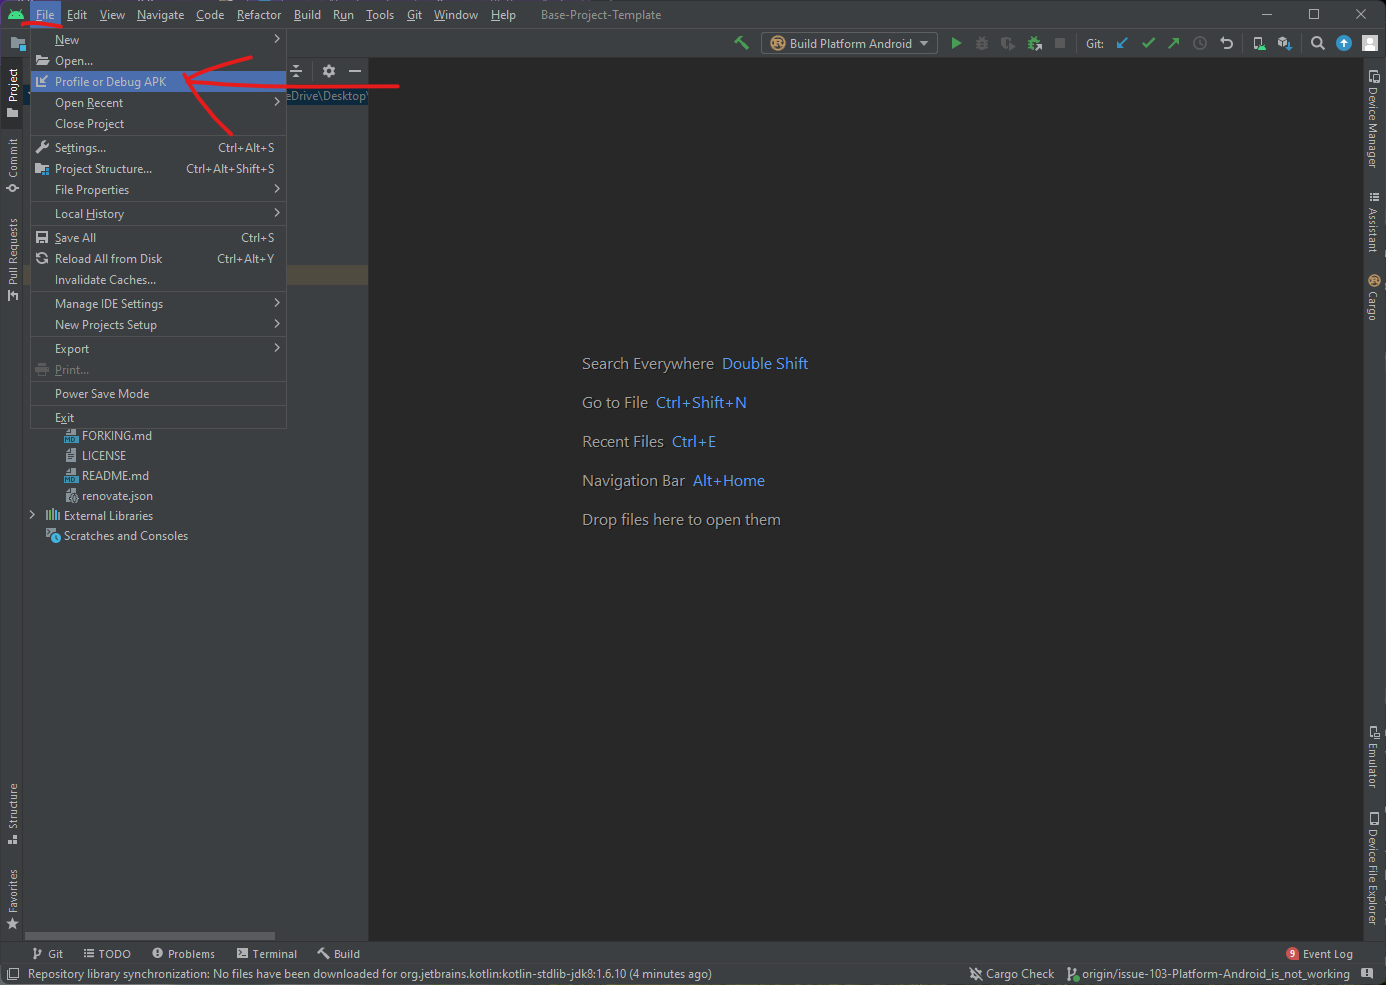 File Edit View Navigate Code Refactor Build Run Tools Git Window Help Base-Project-Template
Build Platform Android Git:
New
Open...
Profile or Debug APK
Open Recent
Close Project
Settings... Ctrl+Alt+S
Project Structure... Ctrl+Alt+Shift+S
File Properties
Local History
Save All Ctrl+S
Reload All from Disk Ctrl+Alt+Y
Invalidate Caches...
Manage IDE Settings
New Projects Setup
Export
Print...
Power Save Mode
Exit
eDrive\Desktop\
FORKING.md
LICENSE
README.md
renovate.json
External Libraries
Scratches and Consoles
Project
Commit
Pull Requests
Structure
Favorites
Search Everywhere Double Shift
Go to File Ctrl+Shift+N
Recent Files Ctrl+E
Navigation Bar Alt+Home
Drop files here to open them
Device Manager
Assistant
Cargo
Emulator
Device File Explorer
Git TODO Problems Terminal Build 9 Event Log
Repository library synchronization: No files have been downloaded for org.jetbrains.kotlin:kotlin-stdlib-jdk8:1.6.10 (4 minutes ago) Cargo Check origin/issue-103-Platform-Android_is_not_working